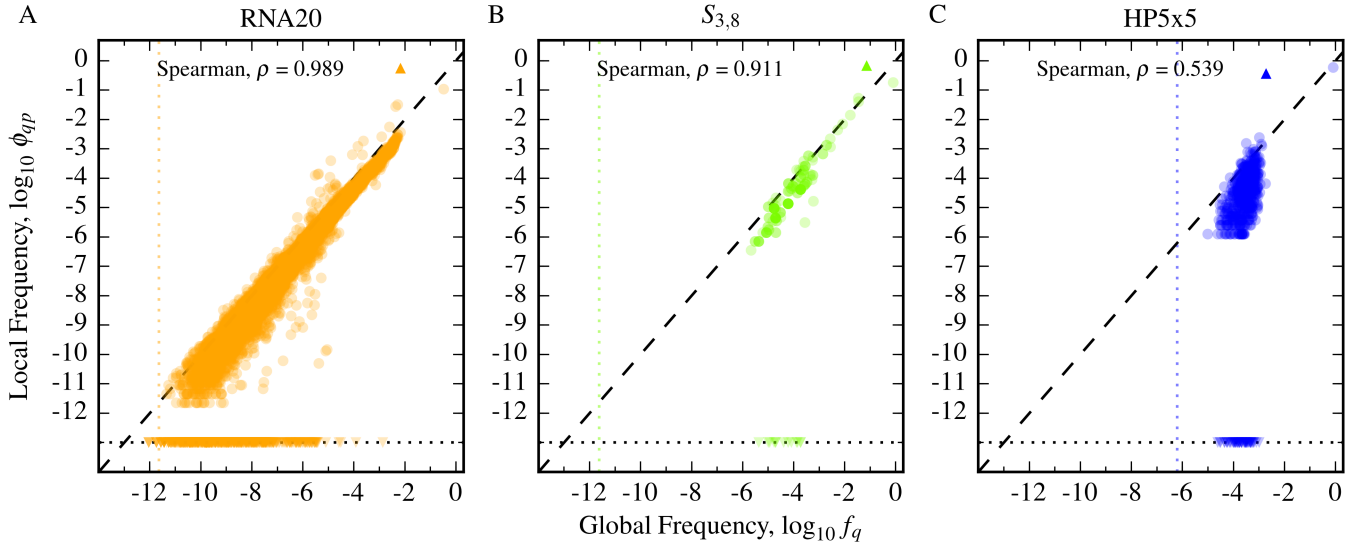 A RNA20 B S3,8 C HP5x5
Spearman, ρ = 0.989 Spearman, ρ = 0.911 Spearman, ρ = 0.539
Local Frequency, log10 ϕqp
0 0 0
-1 -1 -1
-2 -2 -2
-3 -3 -3
-4 -4 -4
-5 -5 -5
-6 -6 -6
-7 -7 -7
-8 -8 -8
-9 -9 -9
-10 -10 -10
-11 -11 -11
-12 -12 -12
-12 -10 -8 -6 -4 -2 0 -12 -10 -8 -6 -4 -2 0 -12 -10 -8 -6 -4 -2 0
Global Frequency, log10 fq